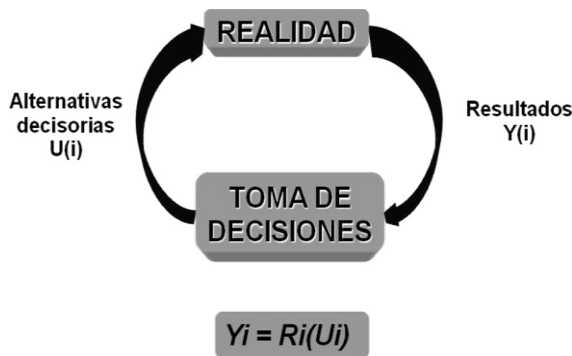 REALIDAD
Alternativas
decisorias
U(i)
Resultados
Y(i)
TOMA DE
DECISIONES
Yi = Ri(Ui)